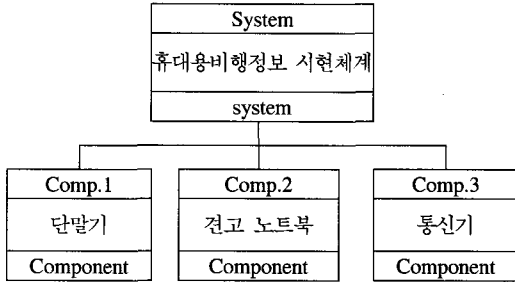 System
휴대용비행정보 시현체계
system
Comp.1
단말기
Component
Comp.2
견고 노트북
Component
Comp.3
통신기
Component